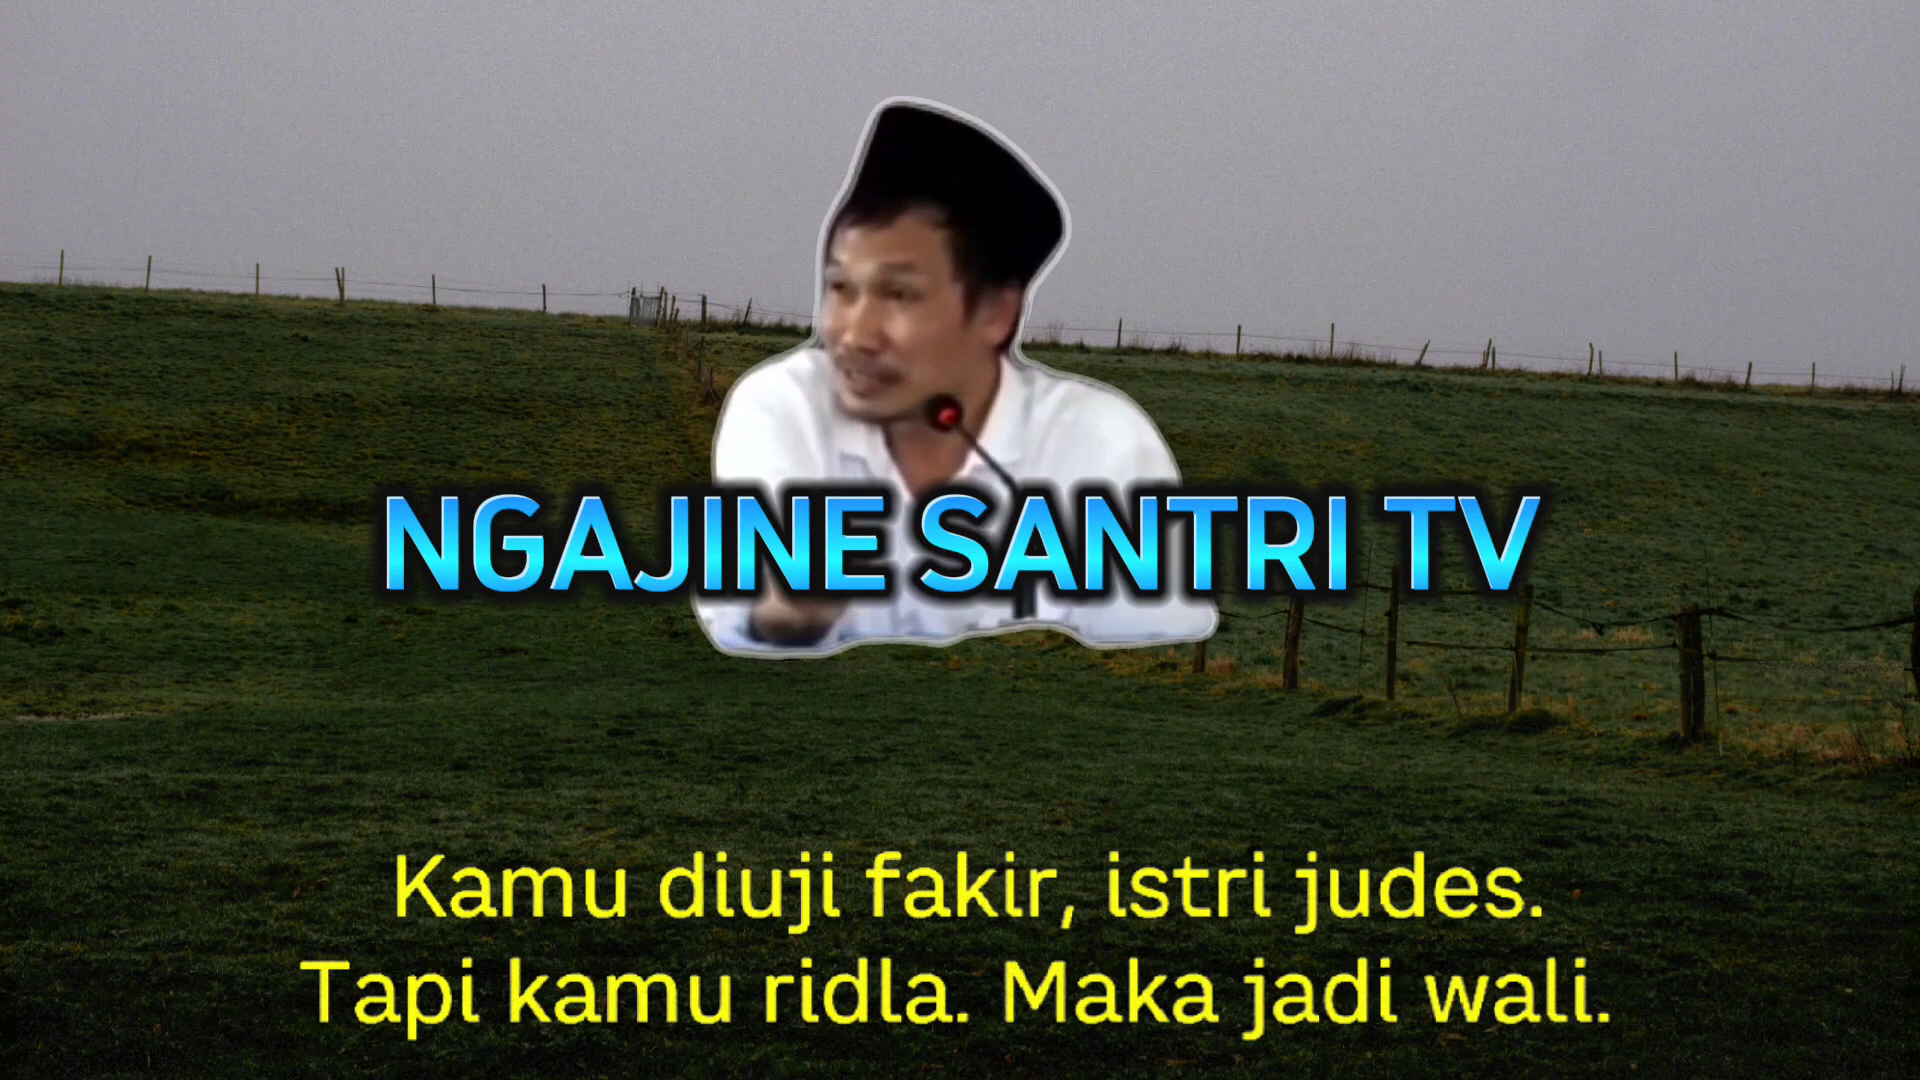 NGAJINE SANTRI TV
Kamu diuji fakir, istri judes.
Tapi kamu ridla. Maka jadi wali.